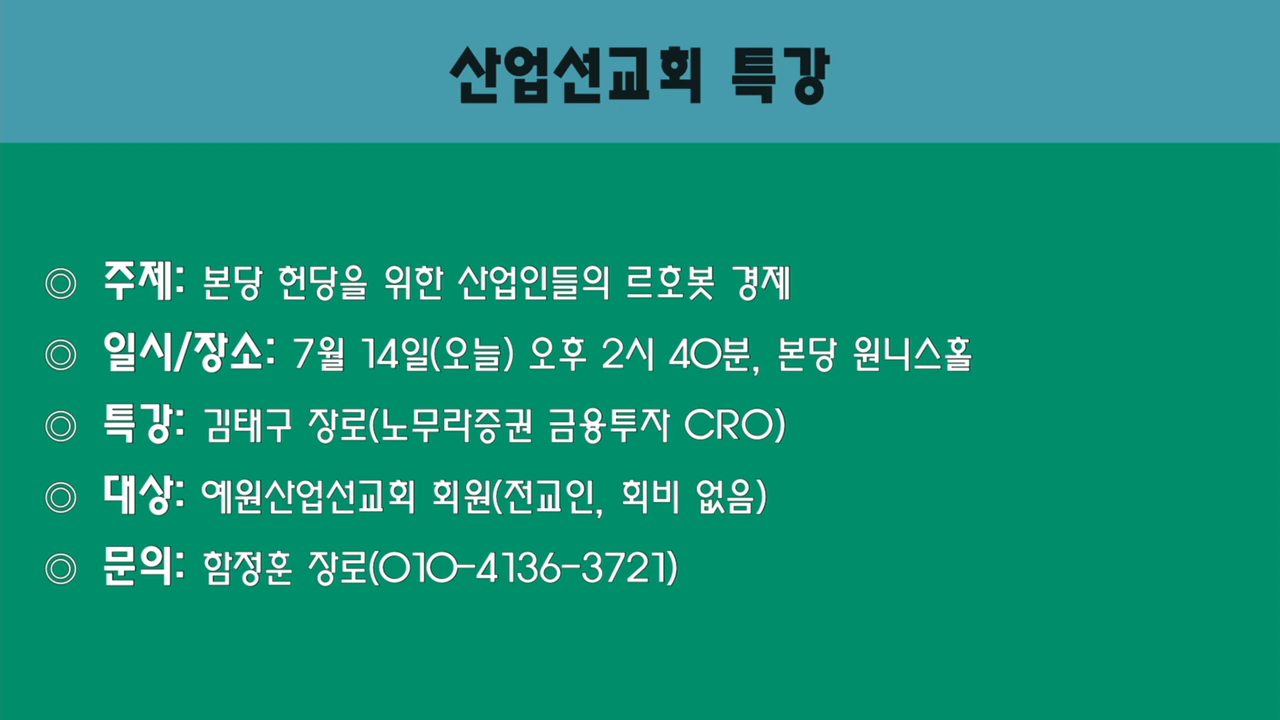 산업선교회 특강
◎ 주제: 본당 헌당을 위한 산업인들의 르호봇 경제
◎ 일시/장소: 7월 14일(오늘) 오후 2시 40분, 본당 원니스홀
◎ 특강: 김태구 장로(노무라증권 금융투자 CRO)
◎ 대상: 예원산업선교회 회원(전교인, 회비 없음)
◎ 문의: 함정훈 장로(010-4136-3721)